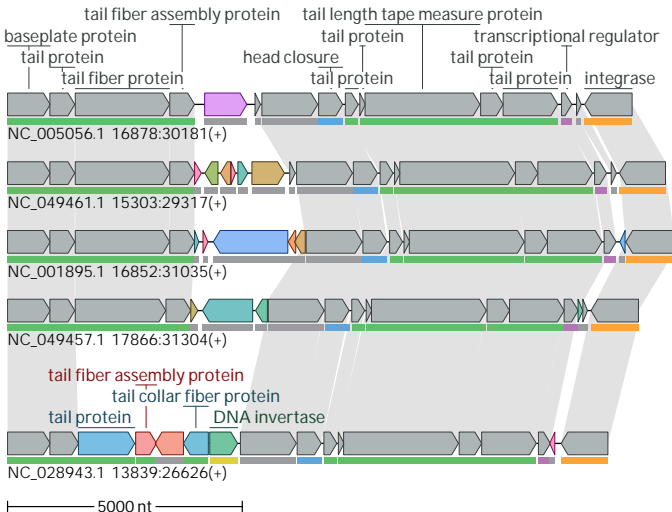 tail fiber assembly protein tail length tape measure protein
baseplate protein tail protein transcriptional regulator
tail protein head closure tail protein
tail fiber protein tail protein tail protein integrase
NC_005056.1 16878:30181(+)
NC_049461.1 15303:29317(+)
NC_001895.1 16852:31035(+)
NC_049457.1 17866:31304(+)
tail fiber assembly protein
tail collar fiber protein
tail protein DNA invertase
NC_028943.1 13839:26626(+)
5000 nt